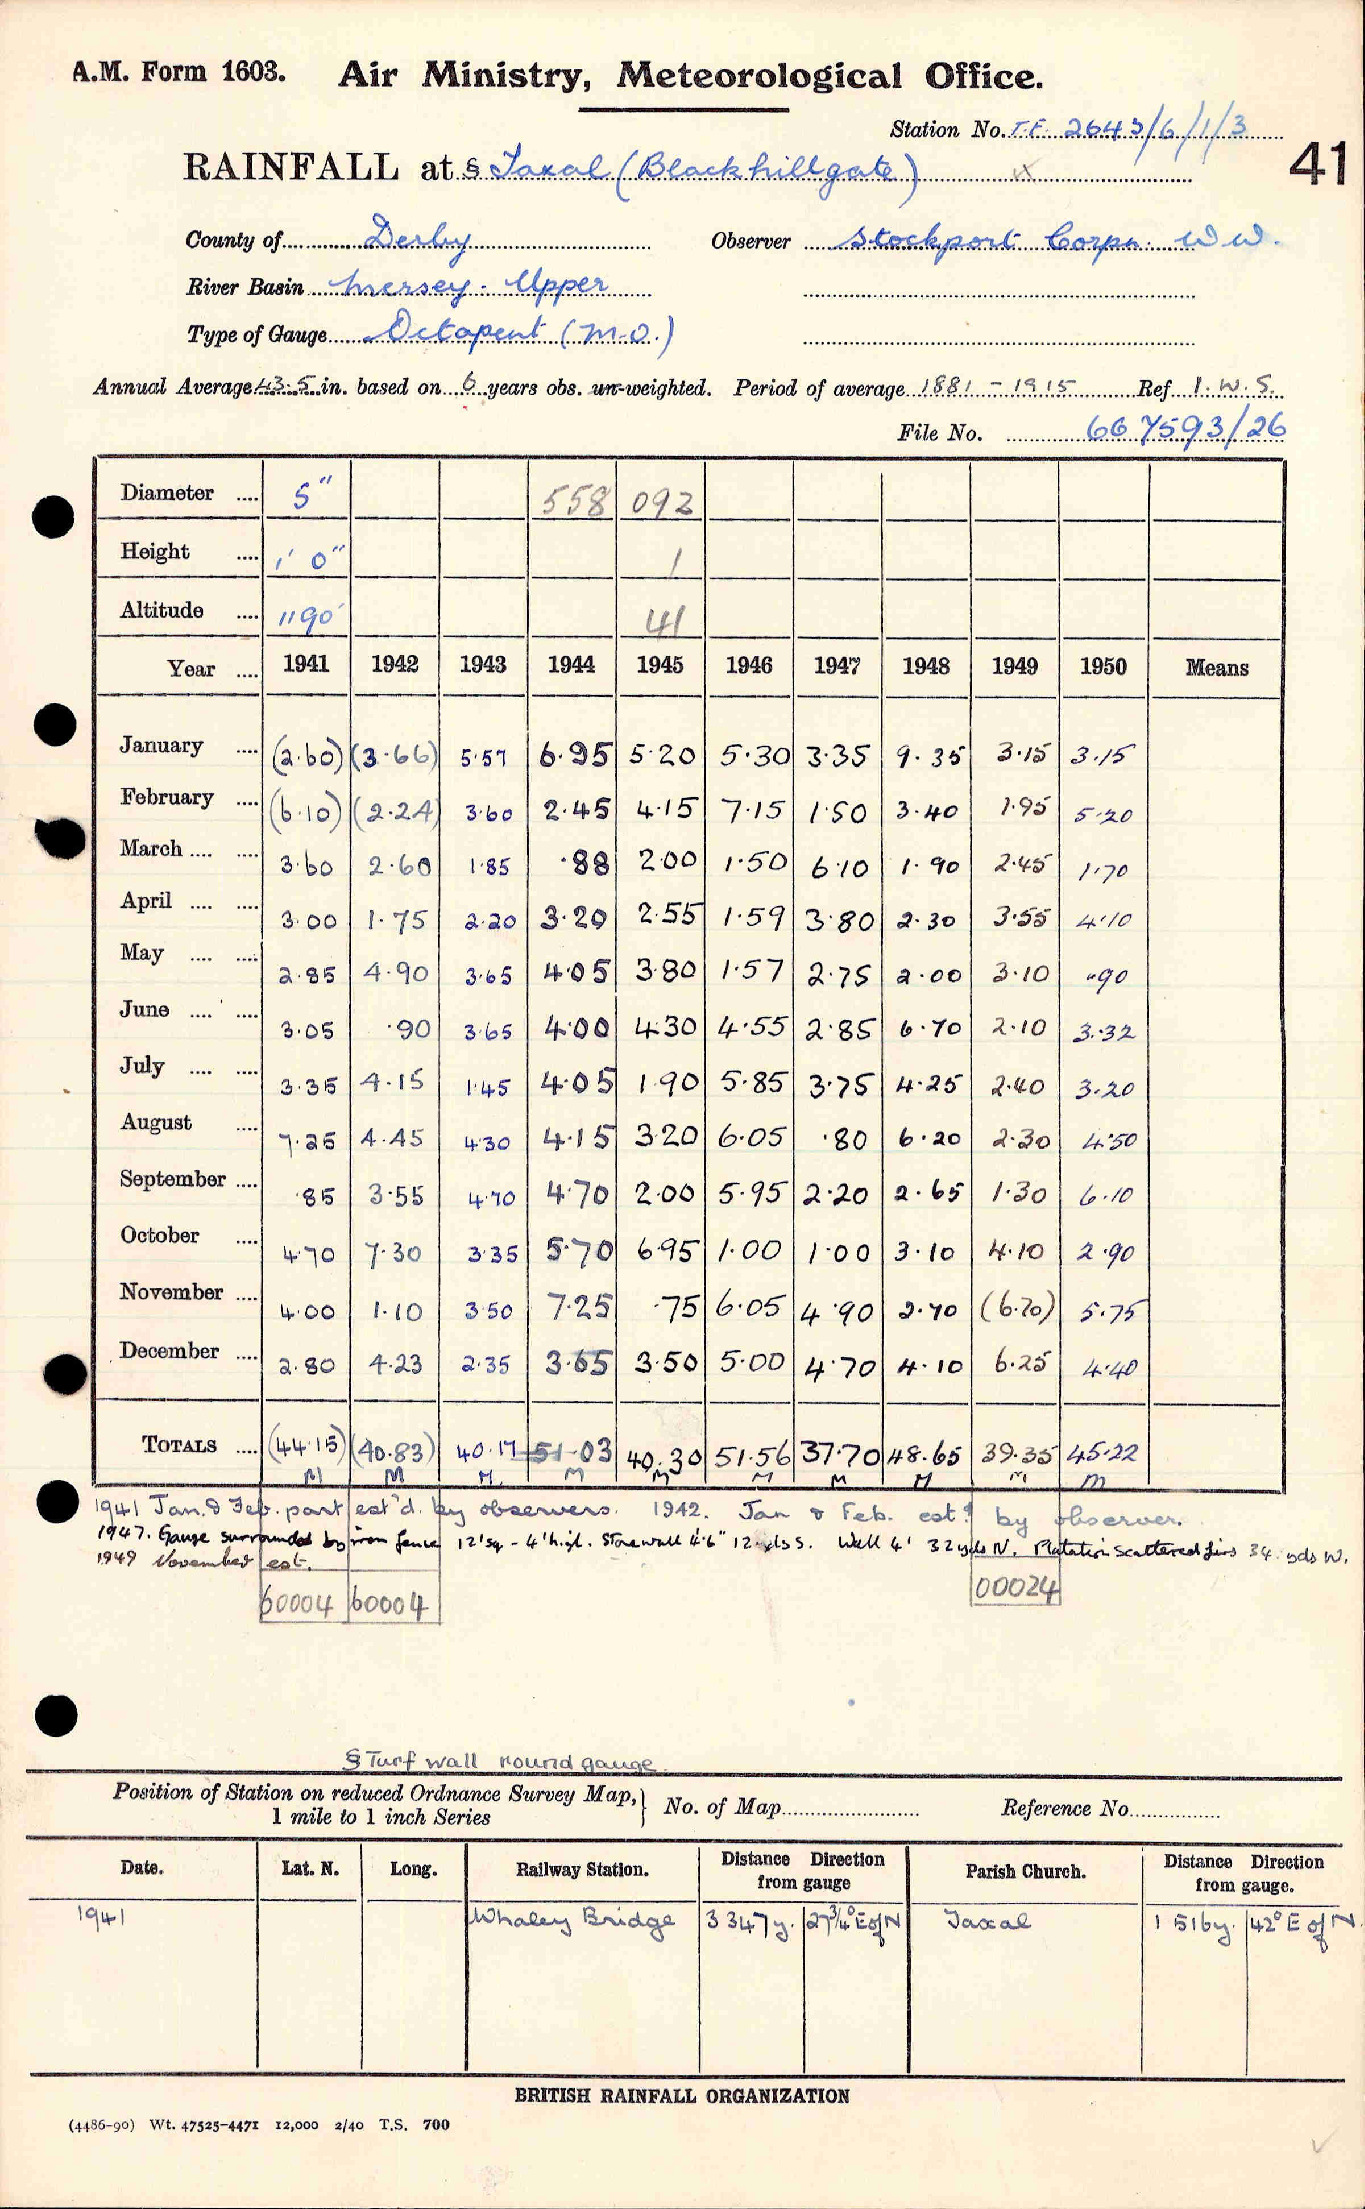 A.M. Form 1603. Air Ministry, Meteorological Office.
Station No. T.F. 2643/6/1/3
41
RAINFALL at § Taxal (Blackhillgate)
County of Derby Observer Stockport Corpn. W W.
River Basin Mersey - Upper
Type of Gauge Octapent (M.O.)
Annual Average 43.5 in. based on 6 years obs. un-weighted. Period of average 1881 - 1915 Ref I.W.S.
File No. 667593/26
Diameter .... 5" 558 092
Height .... 1' 0" 1
Altitude .... 1190' 41
Year .... 1941 1942 1943 1944 1945 1946 1947 1948 1949 1950 Means
January .... (2.60) (3.66) 5.57 6.95 5.20 5.30 3.35 9.35 3.15 3.15
February .... (6.10) (2.24) 3.60 2.45 4.15 7.15 1.50 3.40 1.95 5.20
March .... .... 3.60 2.60 1.85 .88 2.00 1.50 6.10 1.90 2.45 1.70
April .... .... 3.00 1.75 2.20 3.20 2.55 1.59 3.80 2.30 3.55 4.10
May .... .... 2.85 4.90 3.65 4.05 3.80 1.57 2.75 2.00 3.10 .90
June .... .... 3.05 .90 3.65 4.00 4.30 4.55 2.85 6.70 2.10 3.32
July .... .... 3.35 4.15 1.45 4.05 1.90 5.85 3.75 4.25 2.40 3.20
August .... 7.25 4.45 4.30 4.15 3.20 6.05 .80 6.20 2.30 4.50
September .... .85 3.55 4.70 4.70 2.00 5.95 2.20 2.65 1.30 6.10
October .... 4.70 7.30 3.35 5.70 6.95 1.00 1.00 3.10 4.10 2.90
November .... 4.00 1.10 3.50 7.25 .75 6.05 4.90 2.70 (6.70) 5.75
December .... 2.80 4.23 2.35 3.65 3.50 5.00 4.70 4.10 6.25 4.40
TOTALS .... (44.15) (40.83) 40.17 51.03 40.30 51.56 37.70 48.65 39.35 45.22
M M M M M M M M M M
1941 Jan. & Feb. part est'd. by observers. 1942. Jan & Feb. estd by observer.
1947. Gauge surrounded by iron fence 12' sq - 4' high. Stonewall 4'6" 12 yds S. Wall 4' 32 yds N. Platation scattered firs 34 yds W.
1949 November est.
60004 60004 00024
§ Turf wall round gauge.
Position of Station on reduced Ordnance Survey Map,
1 mile to 1 inch Series
No. of Map
Reference No.
Date. Lat. N. Long. Railway Station. Distance Direction from gauge Parish Church. Distance Direction from gauge.
1941 Whaley Bridge 3 347 y. 27¾° E of N Taxal 1 516 y. 42° E of N
BRITISH RAINFALL ORGANIZATION
(4486-90) Wt. 47525-4471 12,000 2/40 T.S. 700